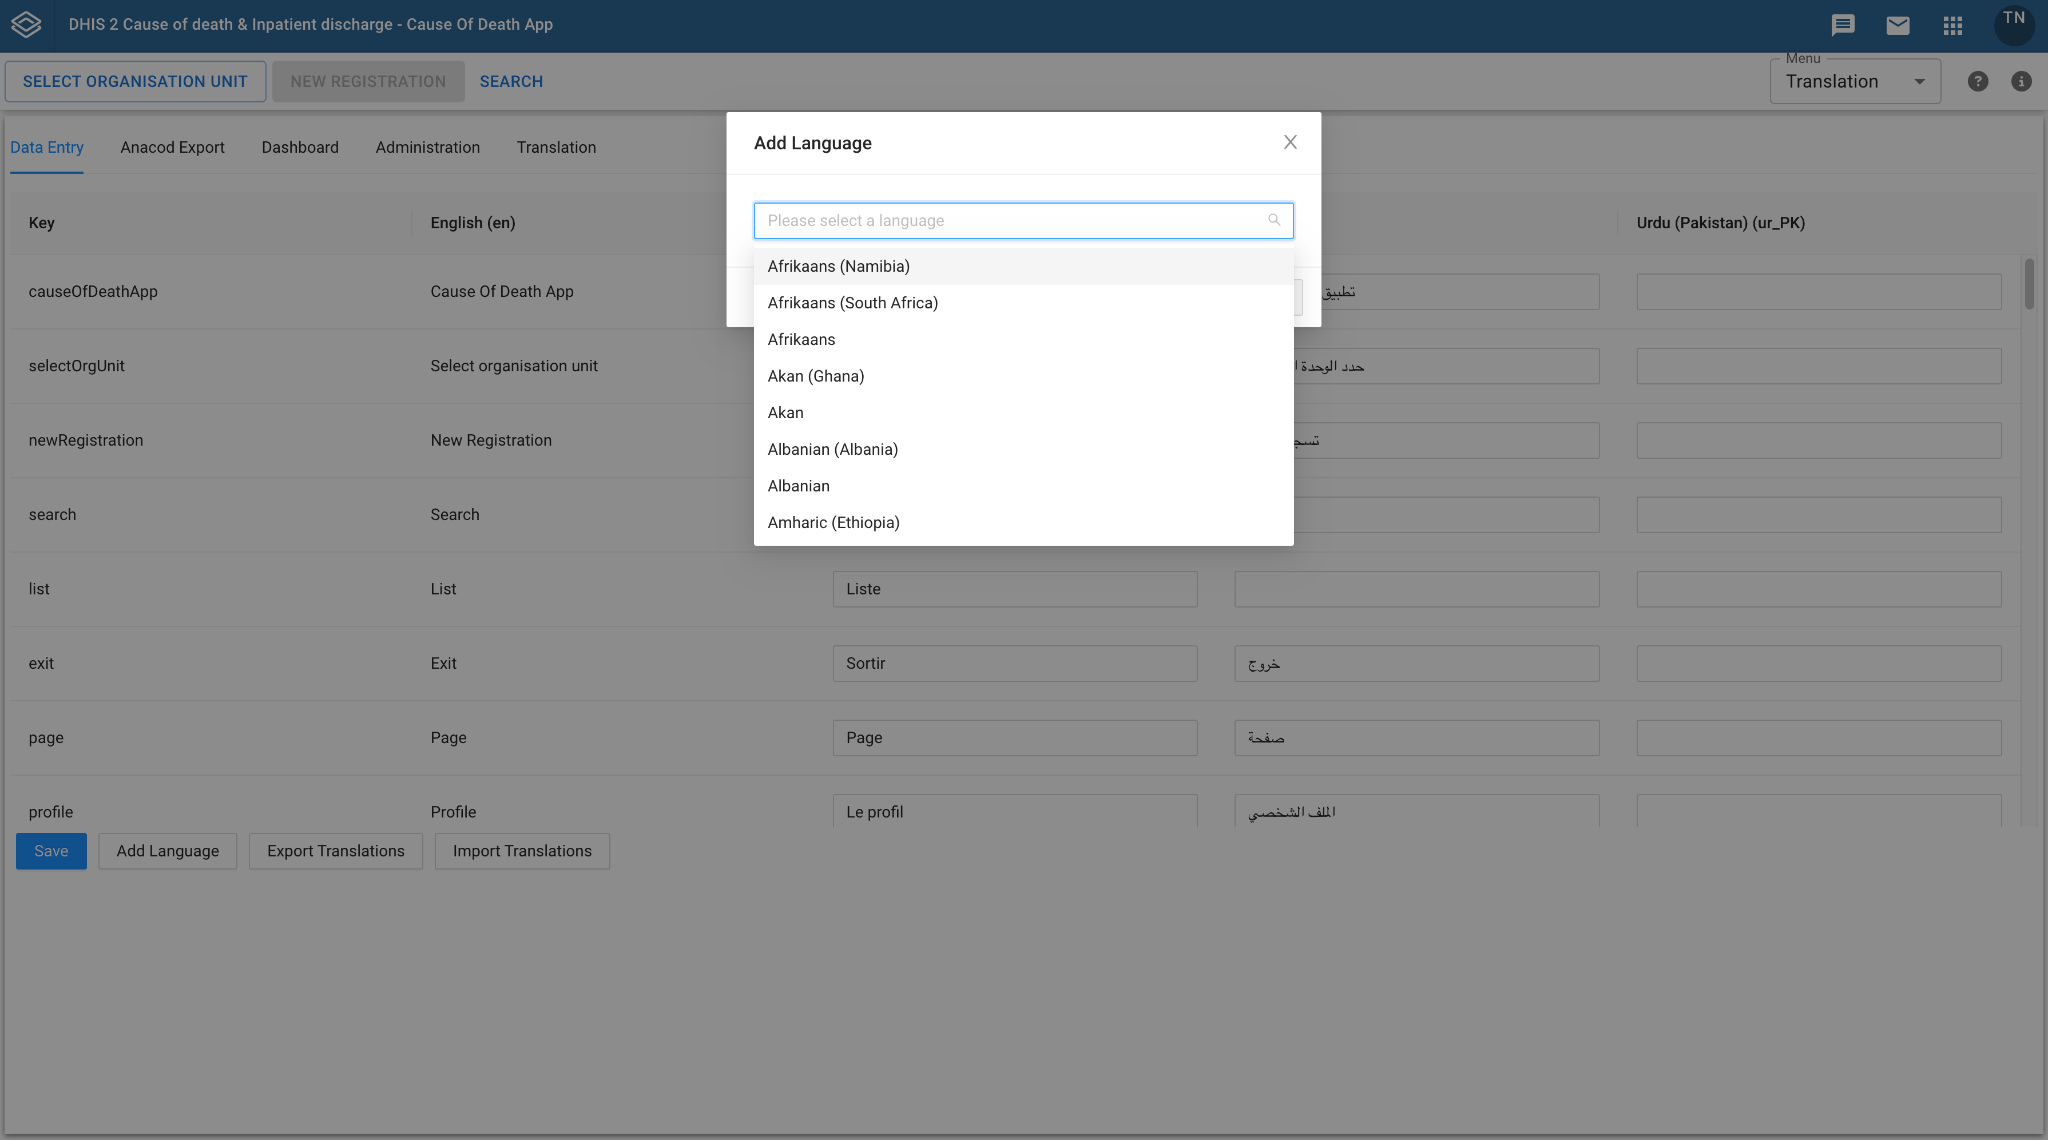 DHIS 2 Cause of death & Inpatient discharge - Cause Of Death App
TN
SELECT ORGANISATION UNIT
NEW REGISTRATION
SEARCH
Menu
Translation
Data Entry
Anacod Export
Dashboard
Administration
Translation
Add Language
Please select a language
Afrikaans (Namibia)
Afrikaans (South Africa)
Afrikaans
Akan (Ghana)
Akan
Albanian (Albania)
Albanian
Amharic (Ethiopia)
Key
English (en)
Urdu (Pakistan) (ur_PK)
causeOfDeathApp
Cause Of Death App
تطبيق
selectOrgUnit
Select organisation unit
حدد الوحدة
newRegistration
New Registration
search
Search
list
List
Liste
exit
Exit
Sortir
خروج
page
Page
Page
صفحة
profile
Profile
Le profil
الملف الشخصي
Save
Add Language
Export Translations
Import Translations